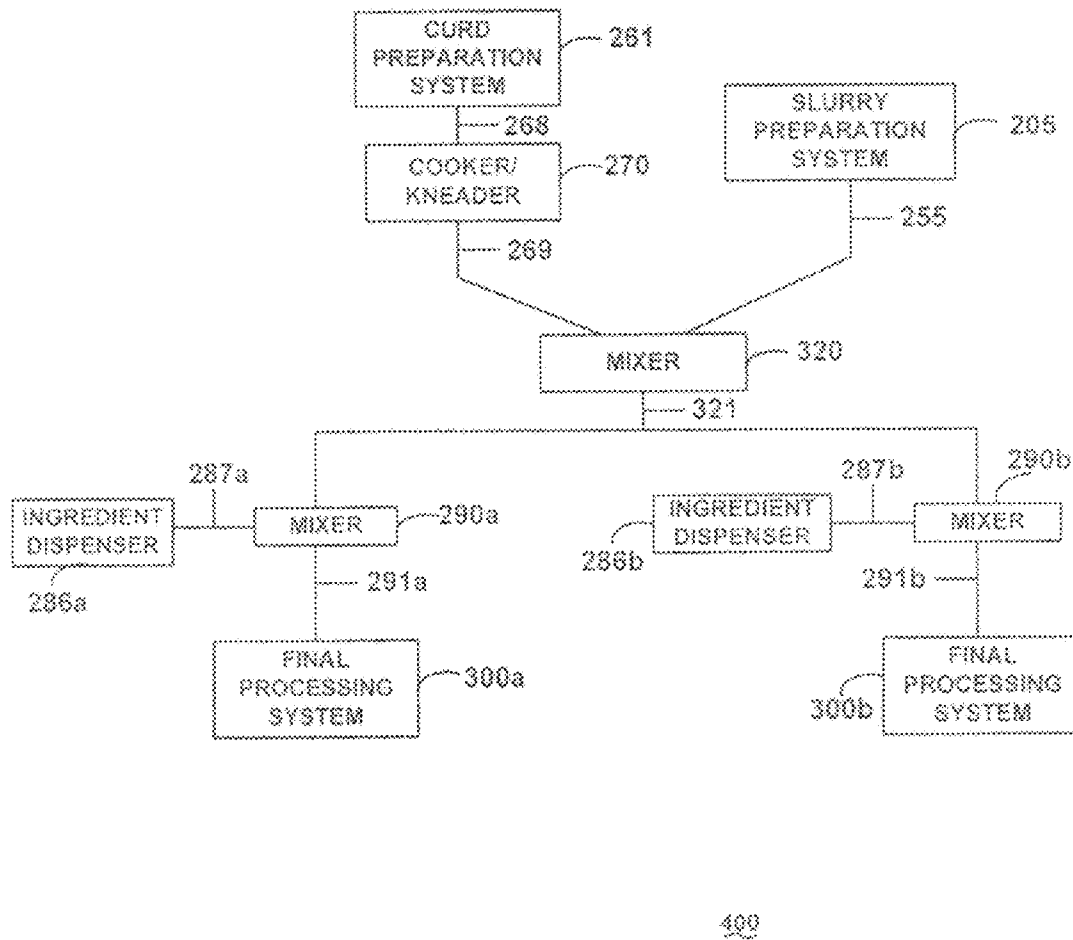 CURD
PREPARATION
SYSTEM
261
268
SLURRY
PREPARATION
SYSTEM
205
COOKER/
KNEADER
270
255
269
MIXER
320
321
287a
INGREDIENT
DISPENSER
286a
MIXER
290a
287b
INGREDIENT
DISPENSER
286b
290b
MIXER
291a
291b
FINAL
PROCESSING
SYSTEM
300a
FINAL
PROCESSING
SYSTEM
300b
400